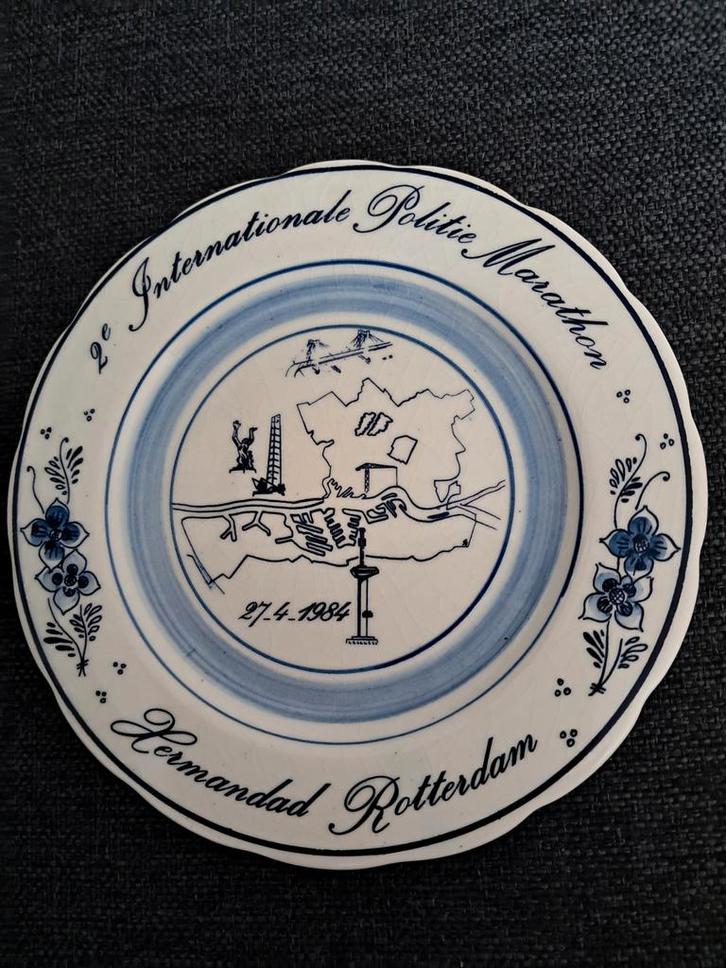 2e Internationale Politie Marathon
27-4-1984
Hermandad Rotterdam